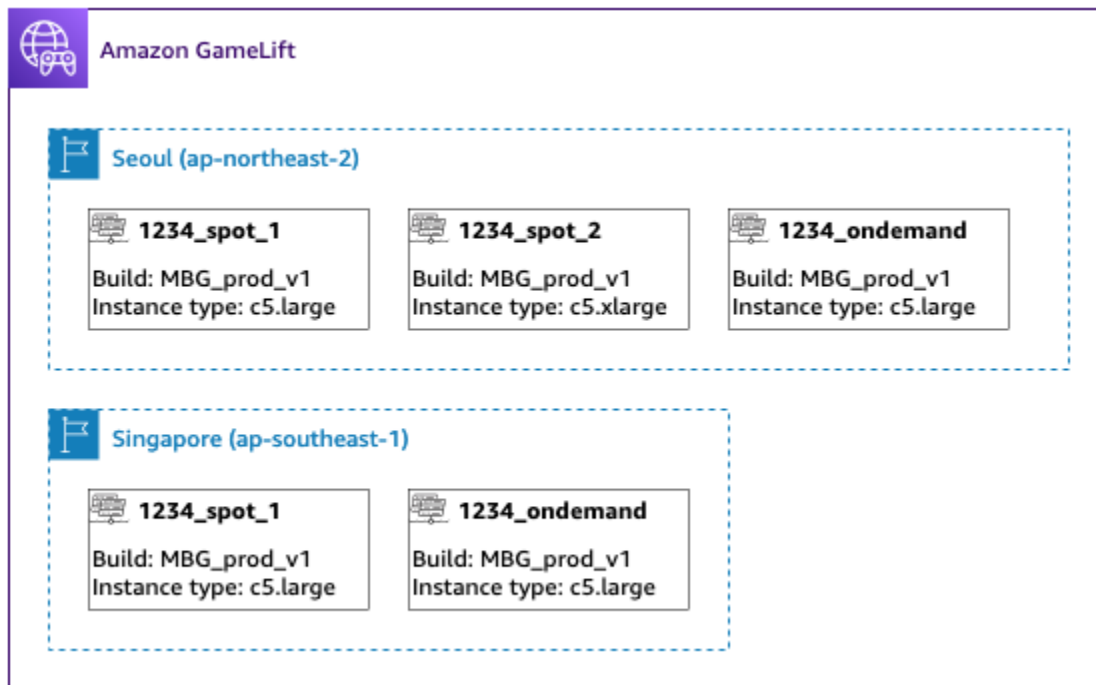 Amazon GameLift
Seoul (ap-northeast-2)
1234_spot_1
Build: MBG_prod_v1
Instance type: c5.large
1234_spot_2
Build: MBG_prod_v1
Instance type: c5.xlarge
1234_ondemand
Build: MBG_prod_v1
Instance type: c5.large
Singapore (ap-southeast-1)
1234_spot_1
Build: MBG_prod_v1
Instance type: c5.large
1234_ondemand
Build: MBG_prod_v1
Instance type: c5.large